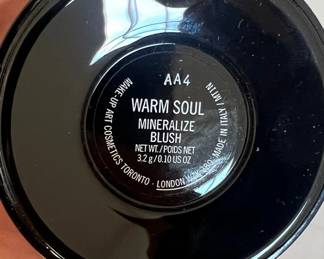 AA4
WARM SOUL
MINERALIZE
BLUSH
NET WT./POIDS NET
3.2 g/0.10 US OZ
MAKE-UP ART COSMETICS TORONTO · LONDON
MADE IN ITALY / M11N